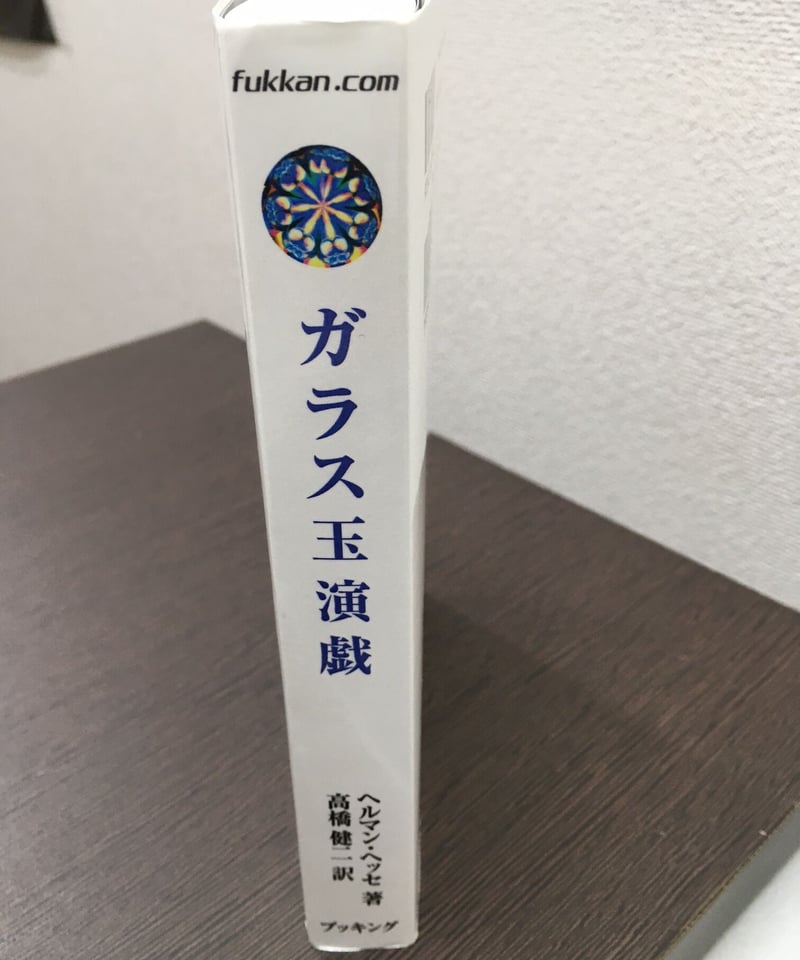 fukkan.com
ガラス玉演戯
ヘルマン・ヘッセ 著
高橋健二 訳
ブッキング